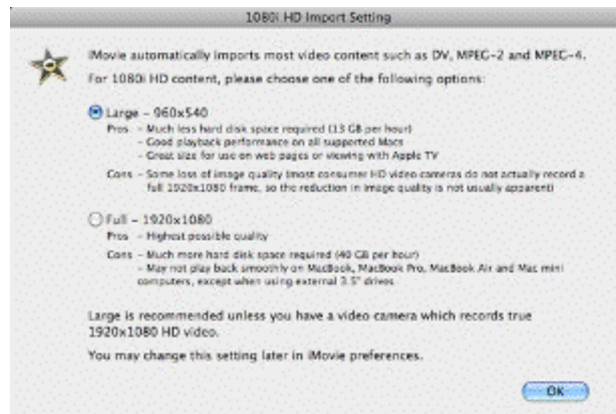 1080i HD Import Setting
iMovie automatically imports most video content such as DV, MPEG-2 and MPEG-4.
For 1080i HD content, please choose one of the following options:
Large – 960x540
Pros – Much less hard disk space required (13 GB per hour)
– Good playback performance on all supported Macs
– Great size for use on web pages or viewing with Apple TV
Cons – Some loss of image quality (most consumer HD video cameras do not actually record a
full 1920x1080 frame, so the reduction in image quality is not usually apparent)
Full – 1920x1080
Pros – Highest possible quality
Cons – Much more hard disk space required (40 GB per hour)
– May not play back smoothly on MacBook, MacBook Pro, MacBook Air and Mac mini
computers, except when using external 3.5" drives
Large is recommended unless you have a video camera which records true
1920x1080 HD video.
You may change this setting later in iMovie preferences.
OK